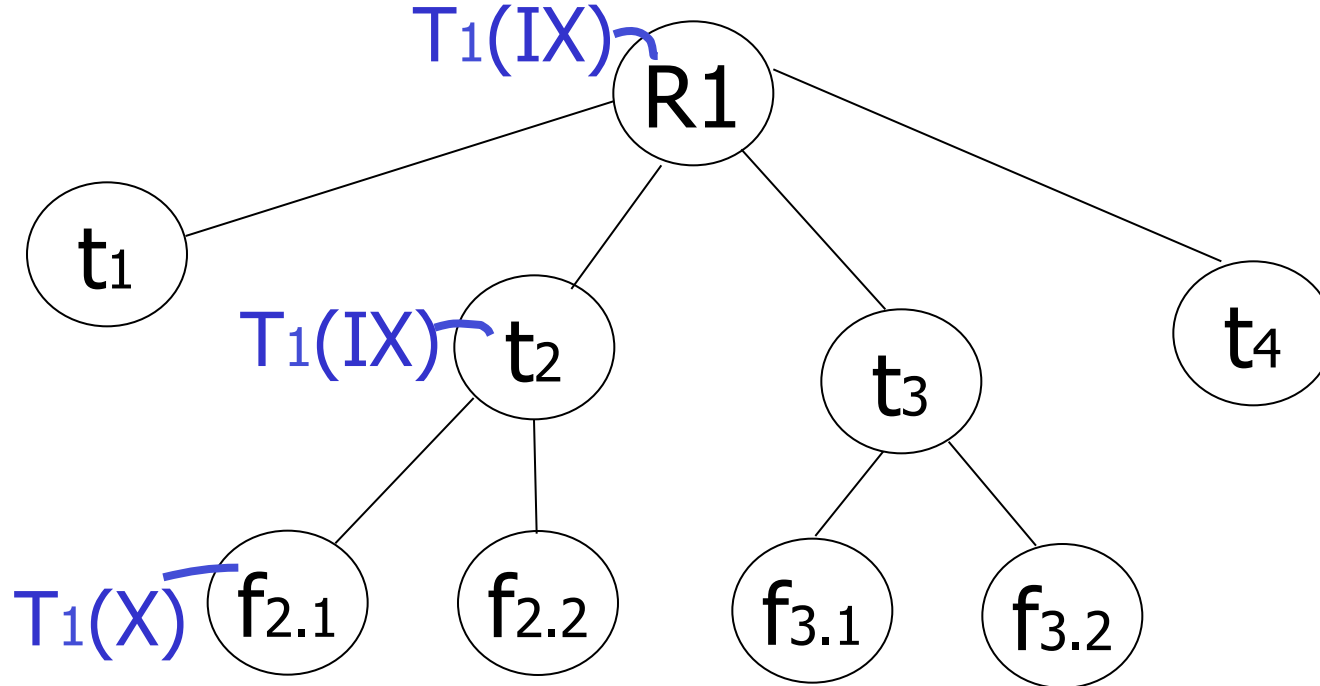 T1(IX)
R1
t1
T1(IX)
t2
t3
t4
T1(X)
f2.1
f2.2
f3.1
f3.2